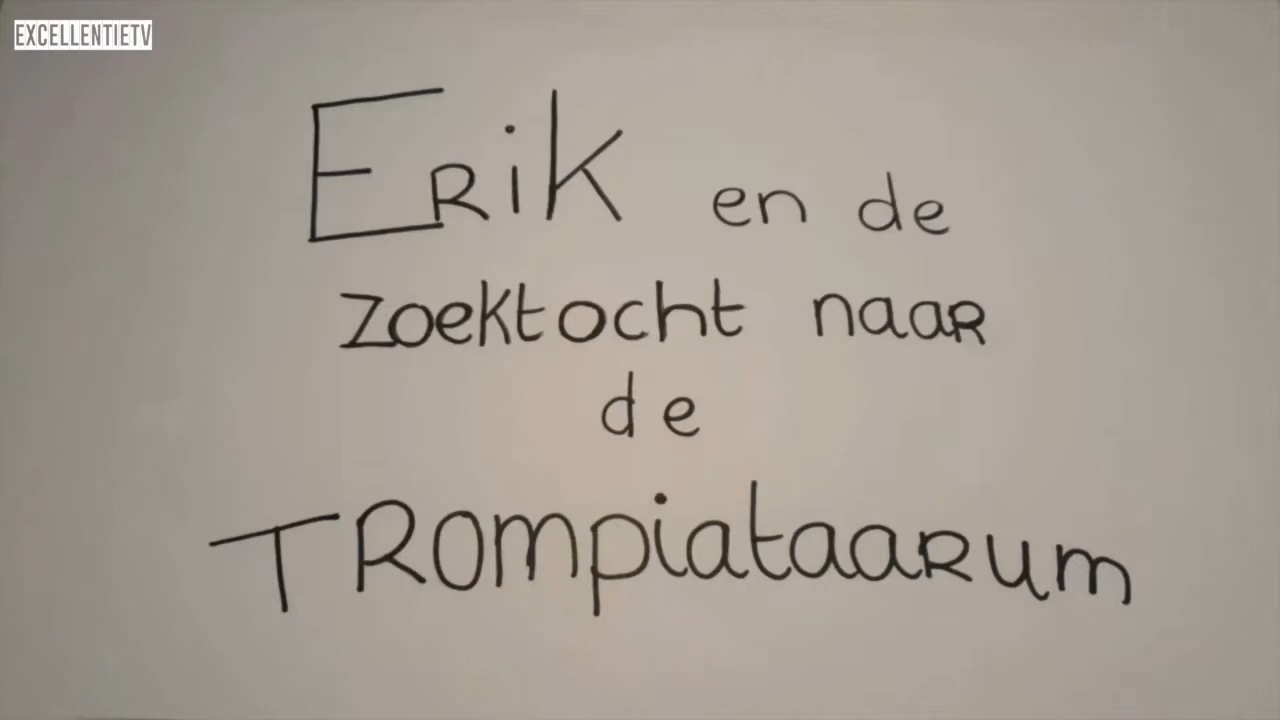 EXCELLENTIETV
ERiK en de
zoektocht naaR
de
TRompiataaRum